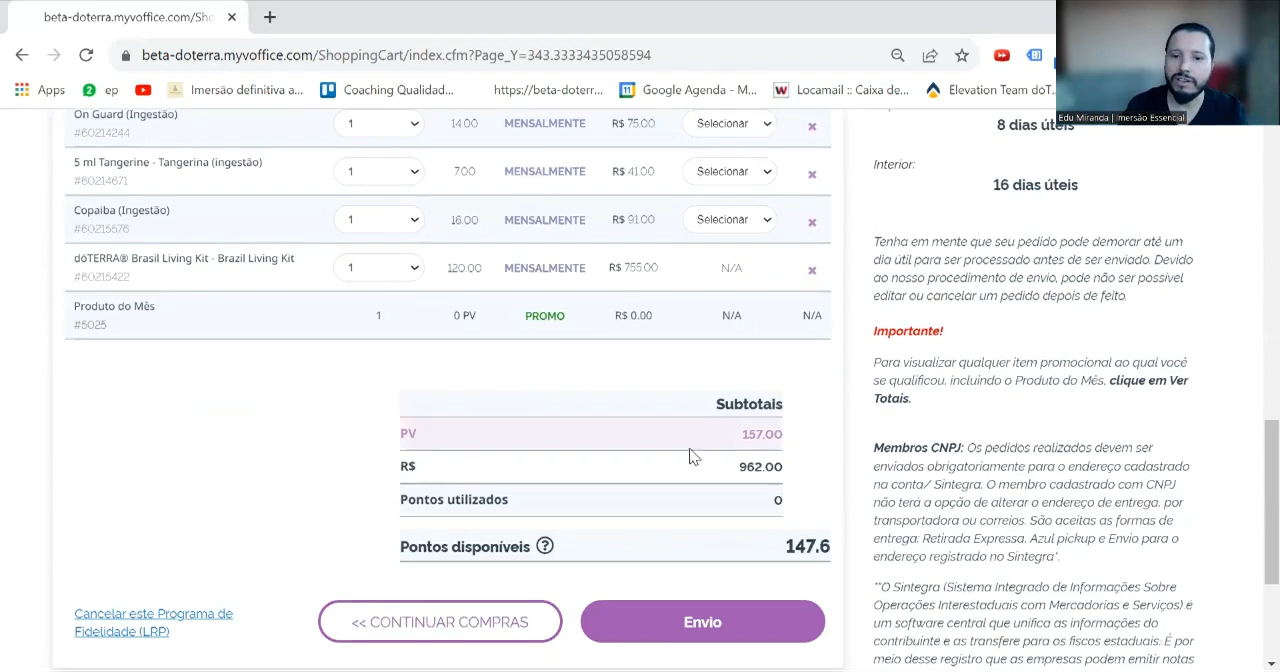 beta-doterra.myvoffice.com/Sho
beta-doterra.myvoffice.com/ShoppingCart/index.cfm?Page_Y=343.3333435058594
Apps
2 ep
Imersão definitiva a...
Coaching Qualidad...
https://beta-doterr...
11 Google Agenda - M...
W Locamail :: Caixa de...
Elevation Team doT...
Edu Miranda | Imersão Essencial
On Guard (Ingestão)
#60214244
1 14.00 MENSALMENTE R$ 75.00 Selecionar ×
5 ml Tangerine - Tangerina (ingestão)
#60214671
1 7.00 MENSALMENTE R$ 41.00 Selecionar ×
Copaiba (Ingestão)
#60215576
1 16.00 MENSALMENTE R$ 91.00 Selecionar ×
dōTERRA® Brasil Living Kit - Brazil Living Kit
#60215422
1 120.00 MENSALMENTE R$ 755.00 N/A ×
Produto do Mês
#5025
1 0 PV PROMO R$ 0.00 N/A N/A
Subtotais
PV 157.00
R$ 962.00
Pontos utilizados 0
Pontos disponíveis ? 147.6
Cancelar este Programa de
Fidelidade (LRP)
<< CONTINUAR COMPRAS
Envio
8 dias úteis
Interior:
16 dias úteis
Tenha em mente que seu pedido pode demorar até um
dia útil para ser processado antes de ser enviado. Devido
ao nosso procedimento de envio, pode não ser possível
editar ou cancelar um pedido depois de feito.
Importante!
Para visualizar qualquer item promocional ao qual você
se qualificou, incluindo o Produto do Mês, clique em Ver
Totais.
Membros CNPJ: Os pedidos realizados devem ser
enviados obrigatoriamente para o endereço cadastrado
na conta/ Sintegra, O membro cadastrado com CNPJ
não terá a opção de alterar o endereço de entrega, por
transportadora ou correios. São aceitas as formas de
entrega: Retirada Expressa, Azul pickup e Envio para o
endereço registrado no Sintegra*.
**O Sintegra (Sistema Integrado de Informações Sobre
Operações Interestaduais com Mercadorias e Serviços) é
um software central que unifica as informações do
contribuinte e as transfere para os fiscos estaduais. É por
meio desse registro que as empresas podem emitir notas